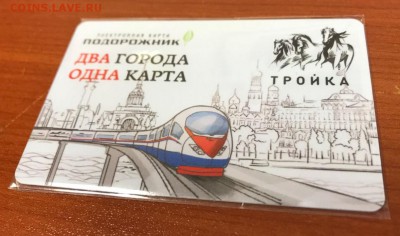 COINS.LAVE.RU
ЭЛЕКТРОННАЯ КАРТА
ПОДОРОЖНИК
ДВА ГОРОДА
ОДНА КАРТА
ТРОЙКА